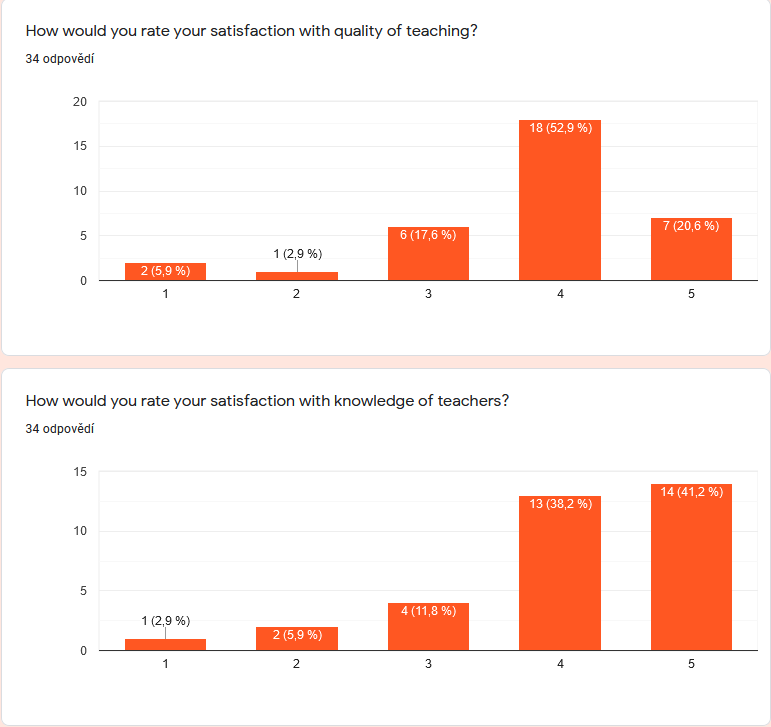 How would you rate your satisfaction with quality of teaching?
34 odpovědí
20
15
10
5
0
2 (5,9 %)
1 (2,9 %)
6 (17,6 %)
18 (52,9 %)
7 (20,6 %)
1 2 3 4 5
How would you rate your satisfaction with knowledge of teachers?
34 odpovědí
15
10
5
0
1 (2,9 %)
2 (5,9 %)
4 (11,8 %)
13 (38,2 %)
14 (41,2 %)
1 2 3 4 5